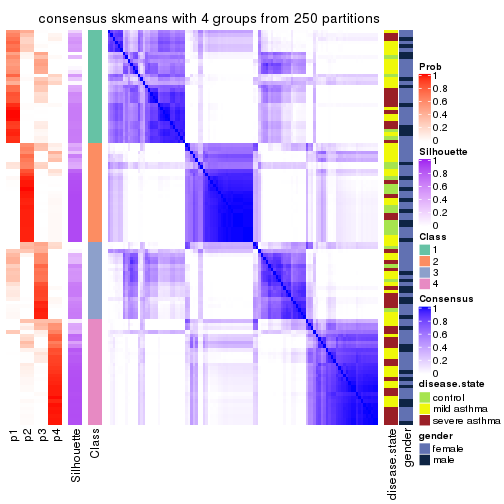 consensus skmeans with 4 groups from 250 partitions
p1
p2
p3
p4
Silhouette
Class
disease.state
gender
Prob
1
0.8
0.6
0.4
0.2
0
Silhouette
1
0.8
0.6
0.4
0.2
0
Class
1
2
3
4
Consensus
1
0.8
0.6
0.4
0.2
0
disease.state
control
mild asthma
severe asthma
gender
female
male